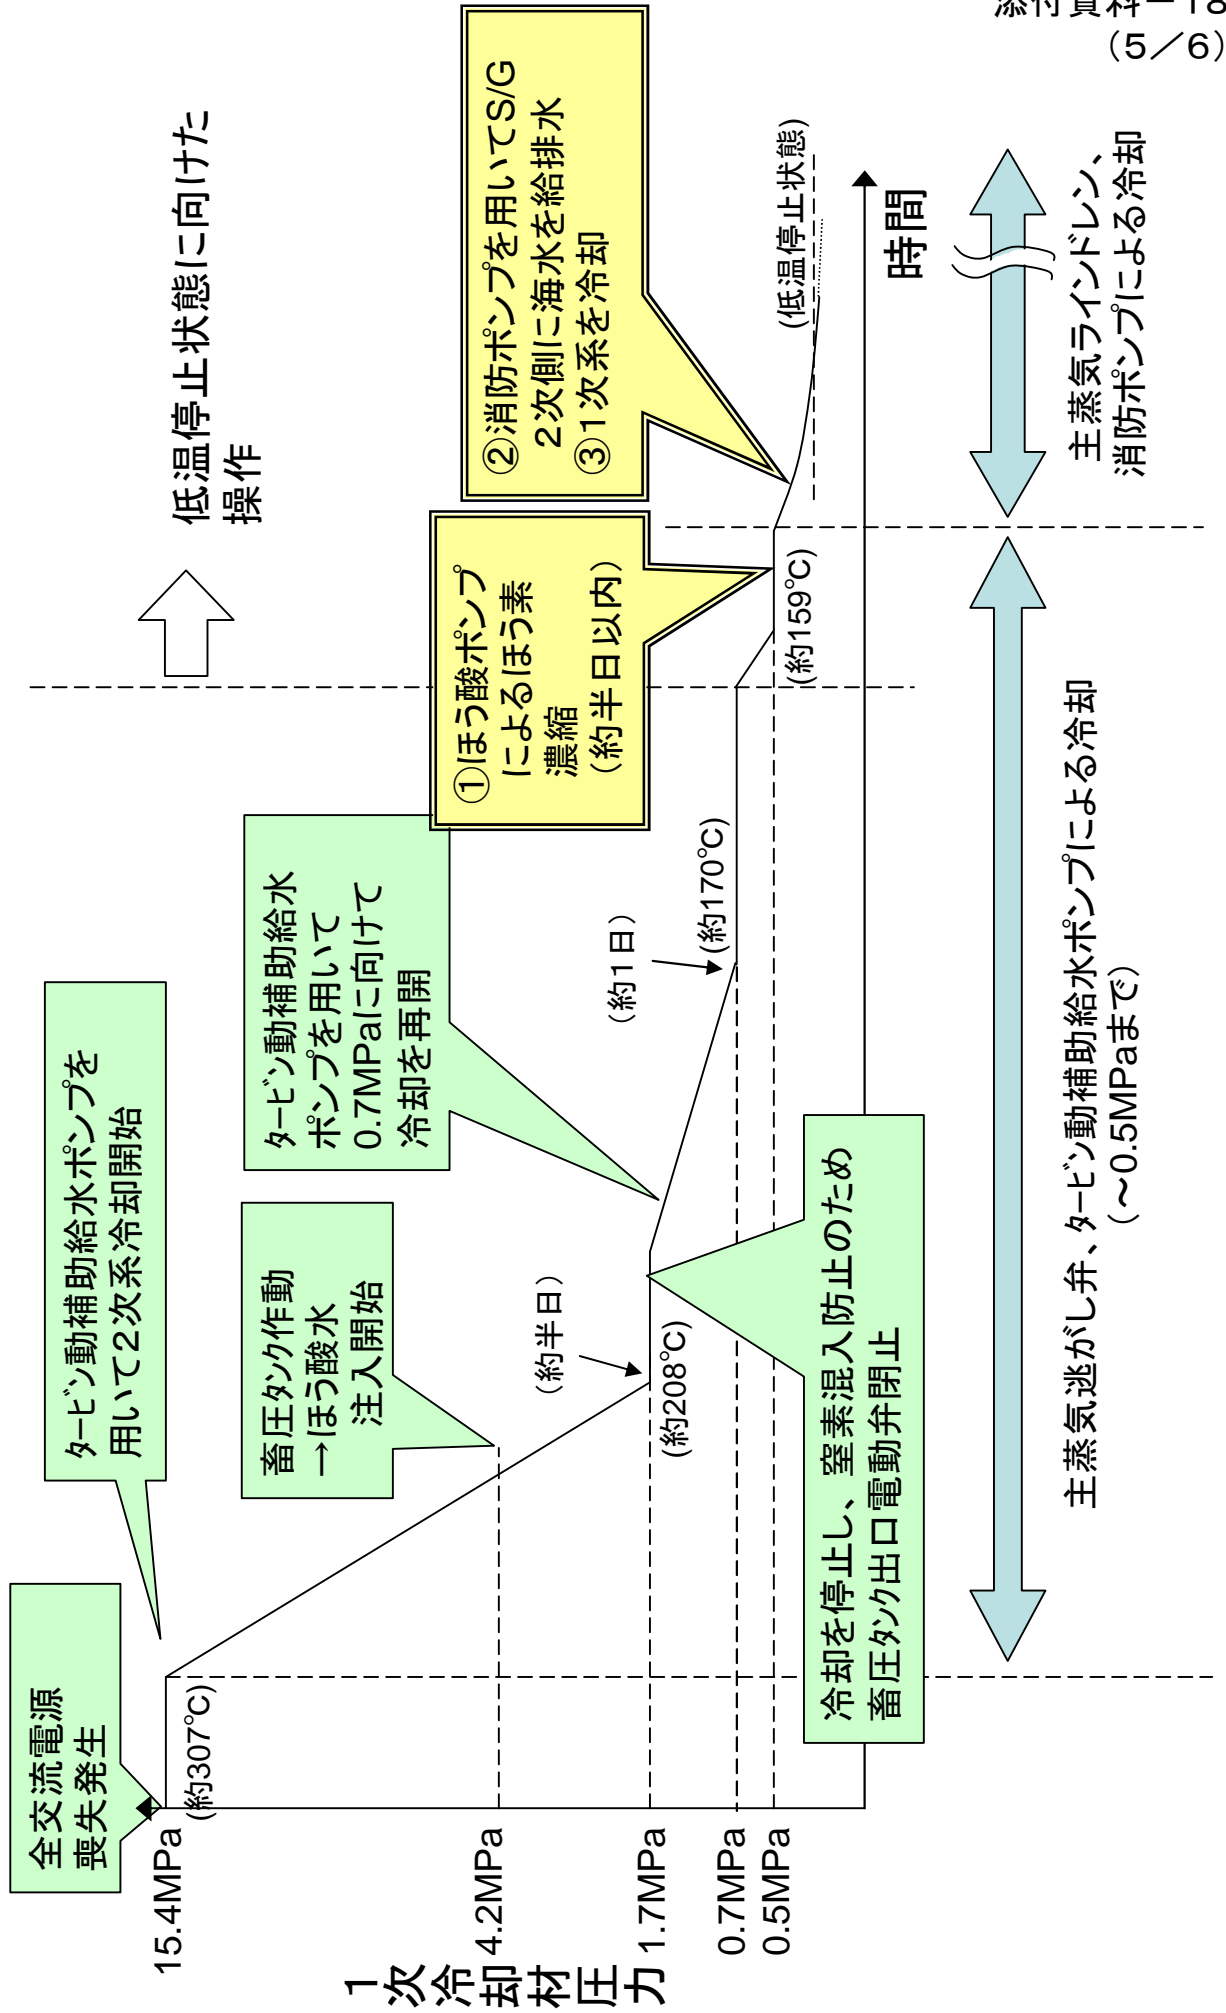 添付資料－18
（5／6）
低温停止状態に向けた
操作
全交流電源
喪失発生
タービン動補助給水ポンプを
用いて２次系冷却開始
畜圧タンク作動
→ほう酸水
注入開始
タービン動補助給水
ポンプを用いて
0.7MPaに向けて
冷却を再開
①ほう酸ポンプ
によるほう素
濃縮
（約半日以内）
②消防ポンプを用いてS/G
２次側に海水を給排水
③１次系を冷却
１次冷却材圧力
15.4MPa
4.2MPa
1.7MPa
0.7MPa
0.5MPa
(約307℃)
（約半日）
(約208℃)
（約１日）
(約170℃)
(約159℃)
(低温停止状態)
時間
冷却を停止し、窒素混入防止のため
畜圧タンク出口電動弁閉止
主蒸気逃がし弁、タービン動補助給水ポンプによる冷却
（～0.5MPaまで）
主蒸気ラインドレン、
消防ポンプによる冷却